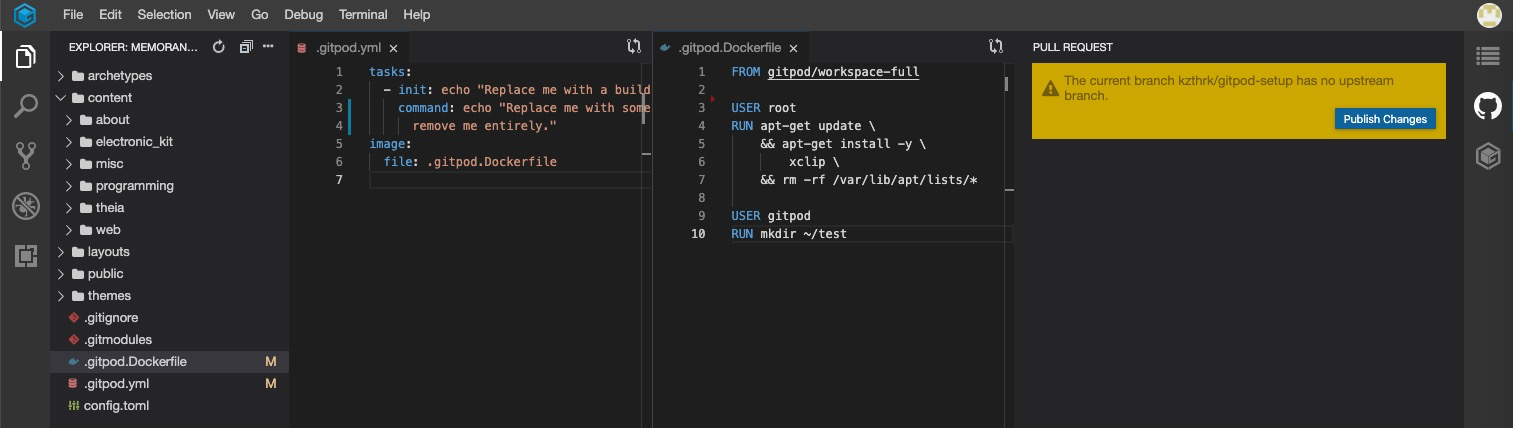 File Edit Selection View Go Debug Terminal Help
EXPLORER: MEMORAN...
archetypes
content
about
electronic_kit
misc
programming
theia
web
layouts
public
themes
.gitignore
.gitmodules
.gitpod.Dockerfile M
.gitpod.yml M
config.toml
.gitpod.yml ×
1 tasks:
2 - init: echo "Replace me with a build
3 command: echo "Replace me with some
4 remove me entirely."
5 image:
6 file: .gitpod.Dockerfile
7
.gitpod.Dockerfile ×
1 FROM gitpod/workspace-full
2
3 USER root
4 RUN apt-get update \
5 && apt-get install -y \
6 xclip \
7 && rm -rf /var/lib/apt/lists/*
8
9 USER gitpod
10 RUN mkdir ~/test
PULL REQUEST
The current branch kzthrk/gitpod-setup has no upstream
branch.
Publish Changes